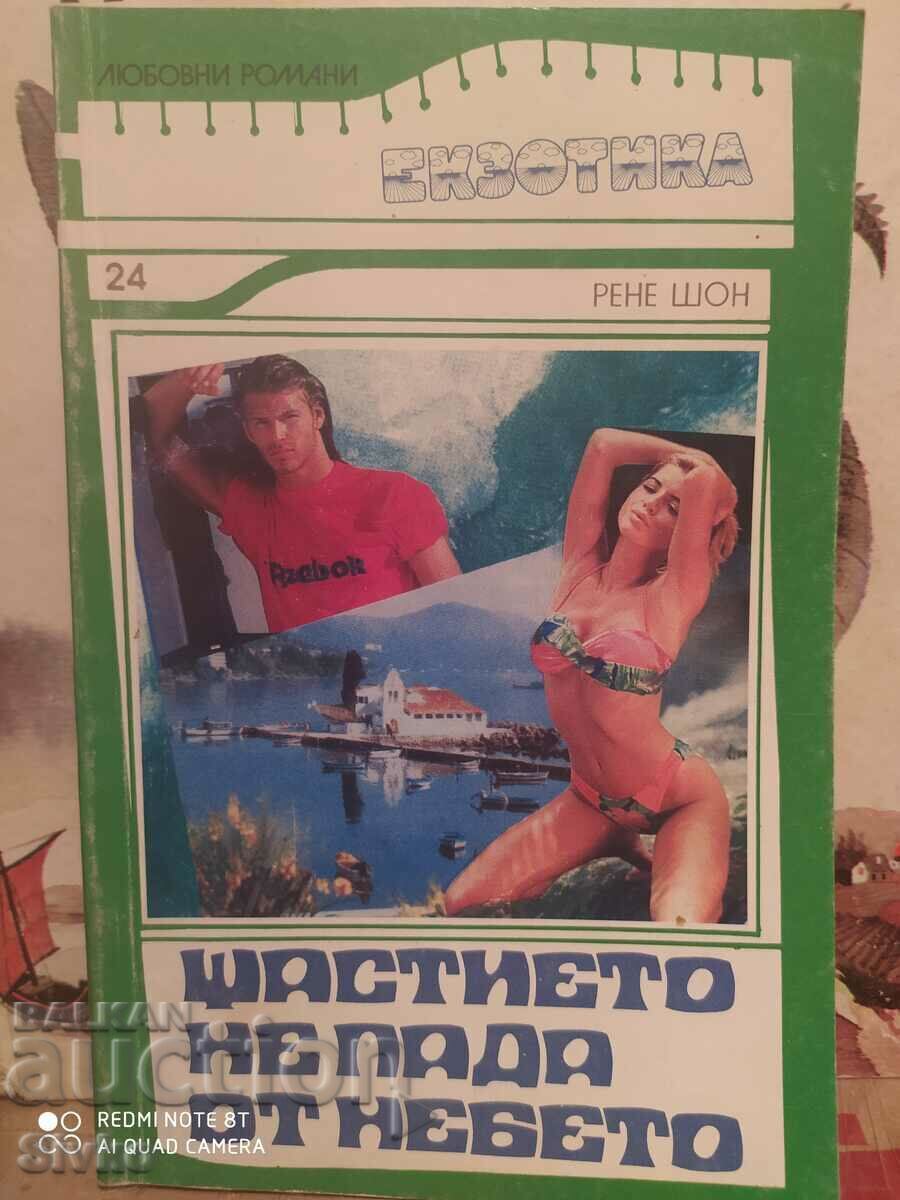 ЛЮБОВНИ РОМАНИ
ЕКЗОТИКА
24
РЕНЕ ШОН
Reebok
ЩАСТИЕТО
НЕ ПАДА
ОТ НЕБЕТО
BALKAN
auction
REDMI NOTE 8T
AI QUAD CAMERA